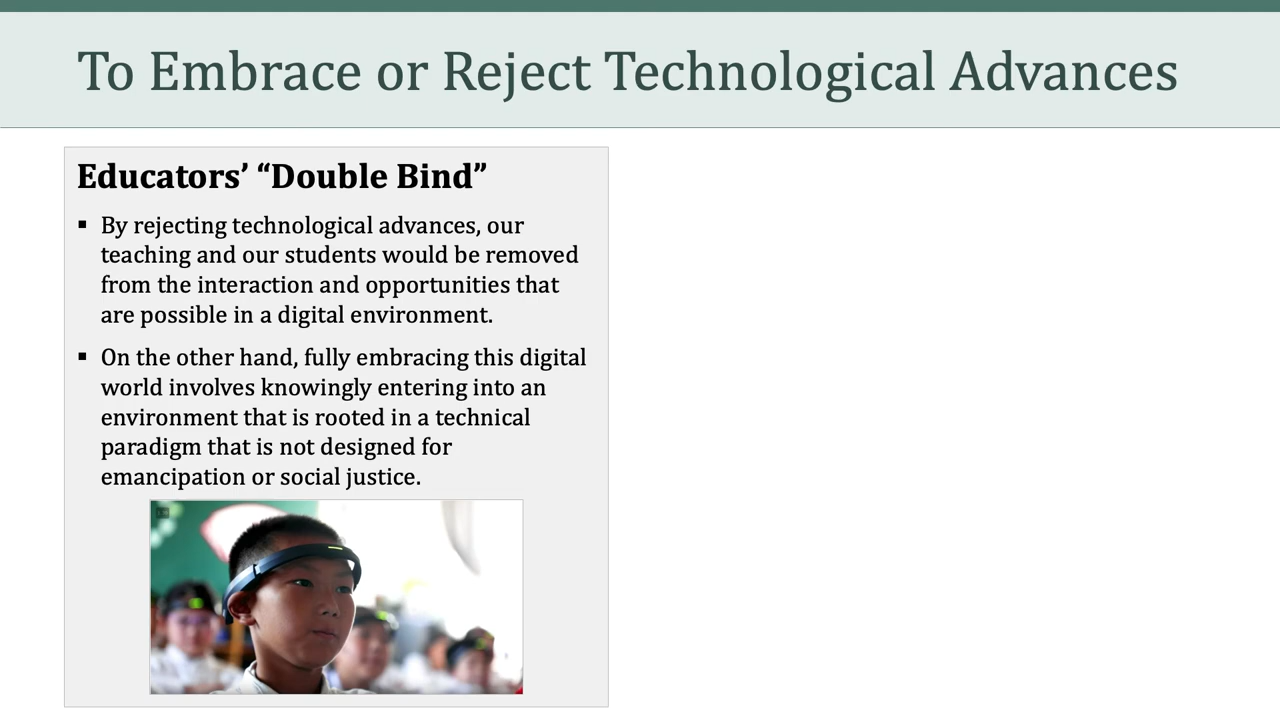 To Embrace or Reject Technological Advances
Educators’ “Double Bind”
▪ By rejecting technological advances, our
teaching and our students would be removed
from the interaction and opportunities that
are possible in a digital environment.
▪ On the other hand, fully embracing this digital
world involves knowingly entering into an
environment that is rooted in a technical
paradigm that is not designed for
emancipation or social justice.